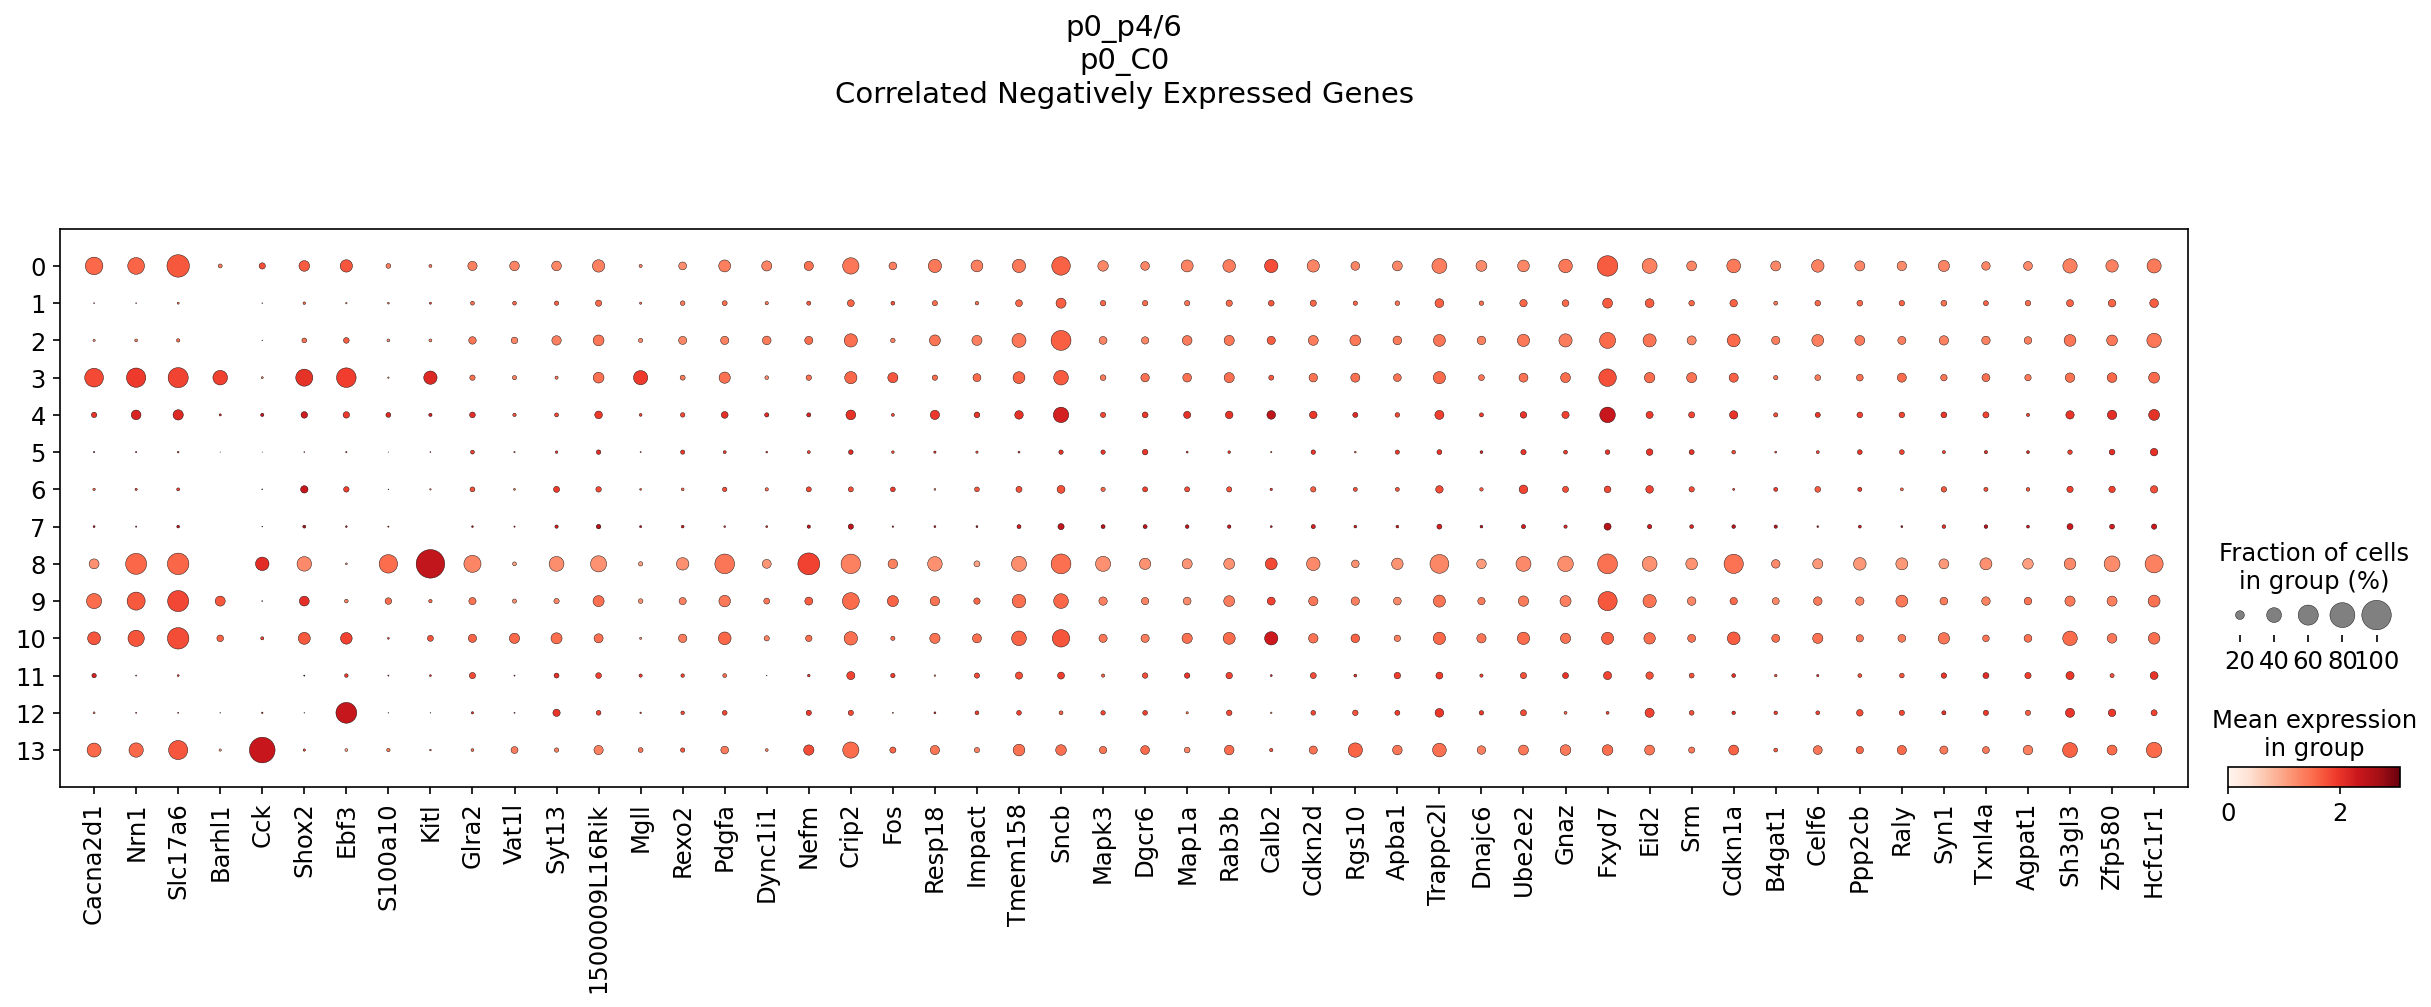 p0_p4/6
p0_C0
Correlated Negatively Expressed Genes
0
1
2
3
4
5
6
7
8
9
10
11
12
13
Cacna2d1
Nrn1
Slc17a6
Barhl1
Cck
Shox2
Ebf3
S100a10
Kitl
Glra2
Vat1l
Syt13
1500009L16Rik
Mgll
Rexo2
Pdgfa
Dync1i1
Nefm
Crip2
Fos
Resp18
Impact
Tmem158
Sncb
Mapk3
Dgcr6
Map1a
Rab3b
Calb2
Cdkn2d
Rgs10
Apba1
Trappc2l
Dnajc6
Ube2e2
Gnaz
Fxyd7
Eid2
Srm
Cdkn1a
B4gat1
Celf6
Ppp2cb
Raly
Syn1
Txnl4a
Agpat1
Sh3gl3
Zfp580
Hcfc1r1
Fraction of cells
in group (%)
20 40 60 80 100
Mean expression
in group
0 2